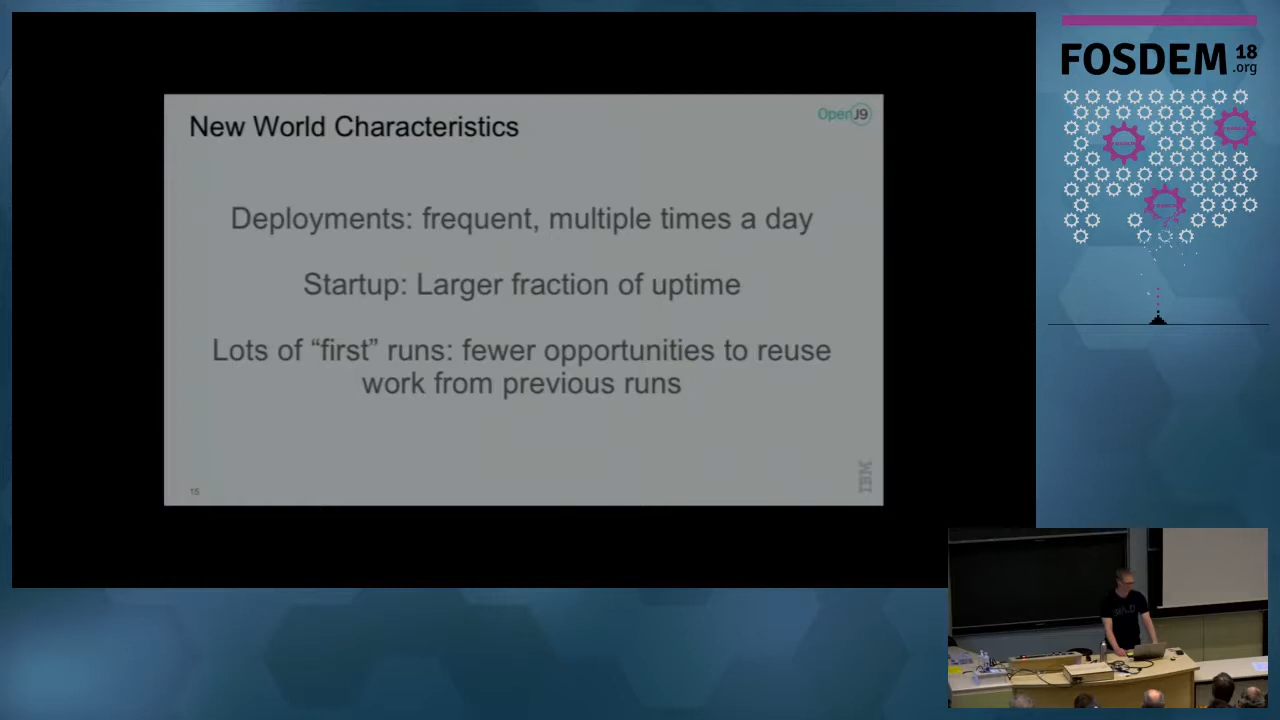 New World Characteristics
OpenJ9
Deployments: frequent, multiple times a day
Startup: Larger fraction of uptime
Lots of “first” runs: fewer opportunities to reuse
work from previous runs
15
IBM
FOSDEM 18
.org